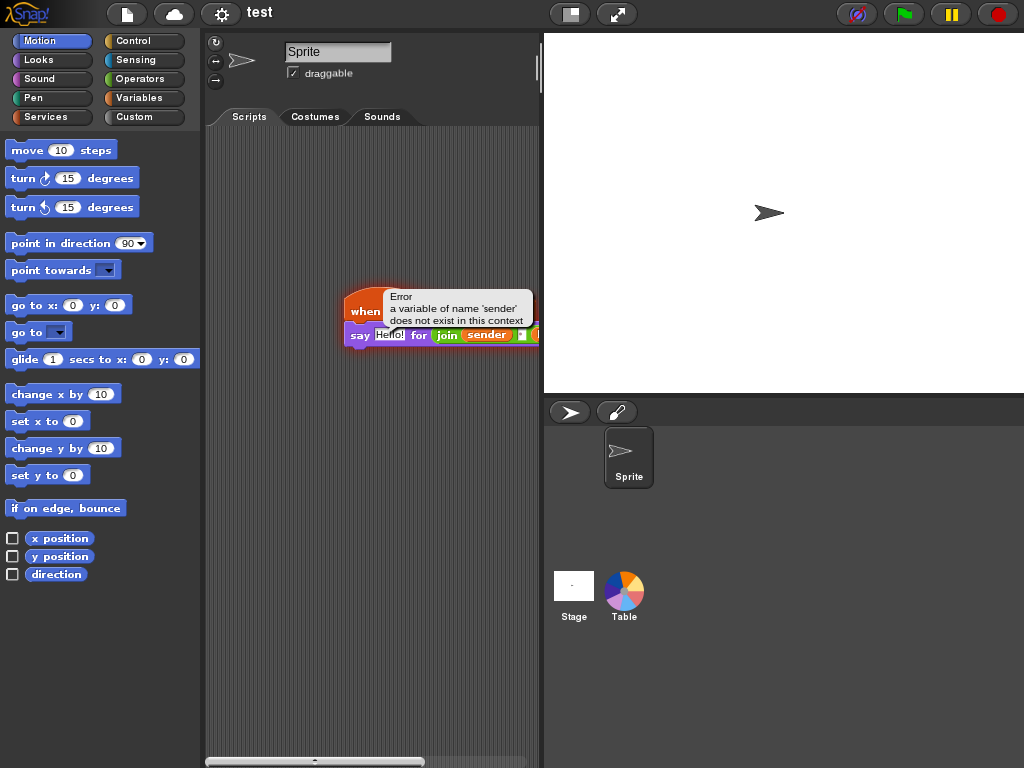 Snap! test
Motion Control
Looks Sensing
Sound Operators
Pen Variables
Services Custom
move 10 steps
turn 15 degrees
turn 15 degrees
point in direction 90
point towards
go to x: 0 y: 0
go to
glide 1 secs to x: 0 y: 0
change x by 10
set x to 0
change y by 10
set y to 0
if on edge, bounce
x position
y position
direction
Sprite
draggable
Scripts Costumes Sounds
when
Error
a variable of name 'sender'
does not exist in this context
say Hello! for join sender
Sprite
Stage Table